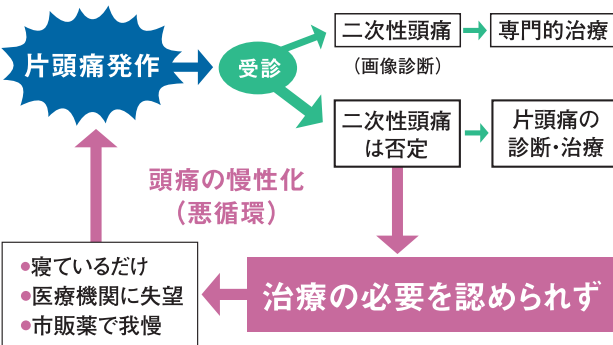 片頭痛発作
受診
二次性頭痛
（画像診断）
専門的治療
二次性頭痛
は否定
片頭痛の
診断・治療
頭痛の慢性化
（悪循環）
●寝ているだけ
●医療機関に失望
●市販薬で我慢
治療の必要を認められず